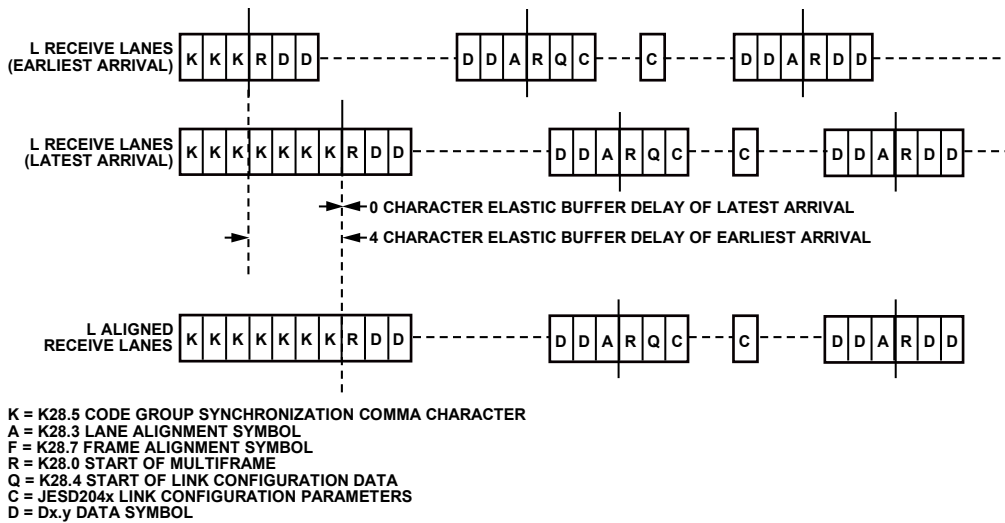 L RECEIVE LANES
(EARLIEST ARRIVAL)
K K K R D D
D D A R Q C
C
D D A R D D
L RECEIVE LANES
(LATEST ARRIVAL)
K K K K K K K R D D
D D A R Q C
C
D D A R D D
0 CHARACTER ELASTIC BUFFER DELAY OF LATEST ARRIVAL
4 CHARACTER ELASTIC BUFFER DELAY OF EARLIEST ARRIVAL
L ALIGNED
RECEIVE LANES
K K K K K K K R D D
D D A R Q C
C
D D A R D D
K = K28.5 CODE GROUP SYNCHRONIZATION COMMA CHARACTER
A = K28.3 LANE ALIGNMENT SYMBOL
F = K28.7 FRAME ALIGNMENT SYMBOL
R = K28.0 START OF MULTIFRAME
Q = K28.4 START OF LINK CONFIGURATION DATA
C = JESD204x LINK CONFIGURATION PARAMETERS
D = Dx.y DATA SYMBOL